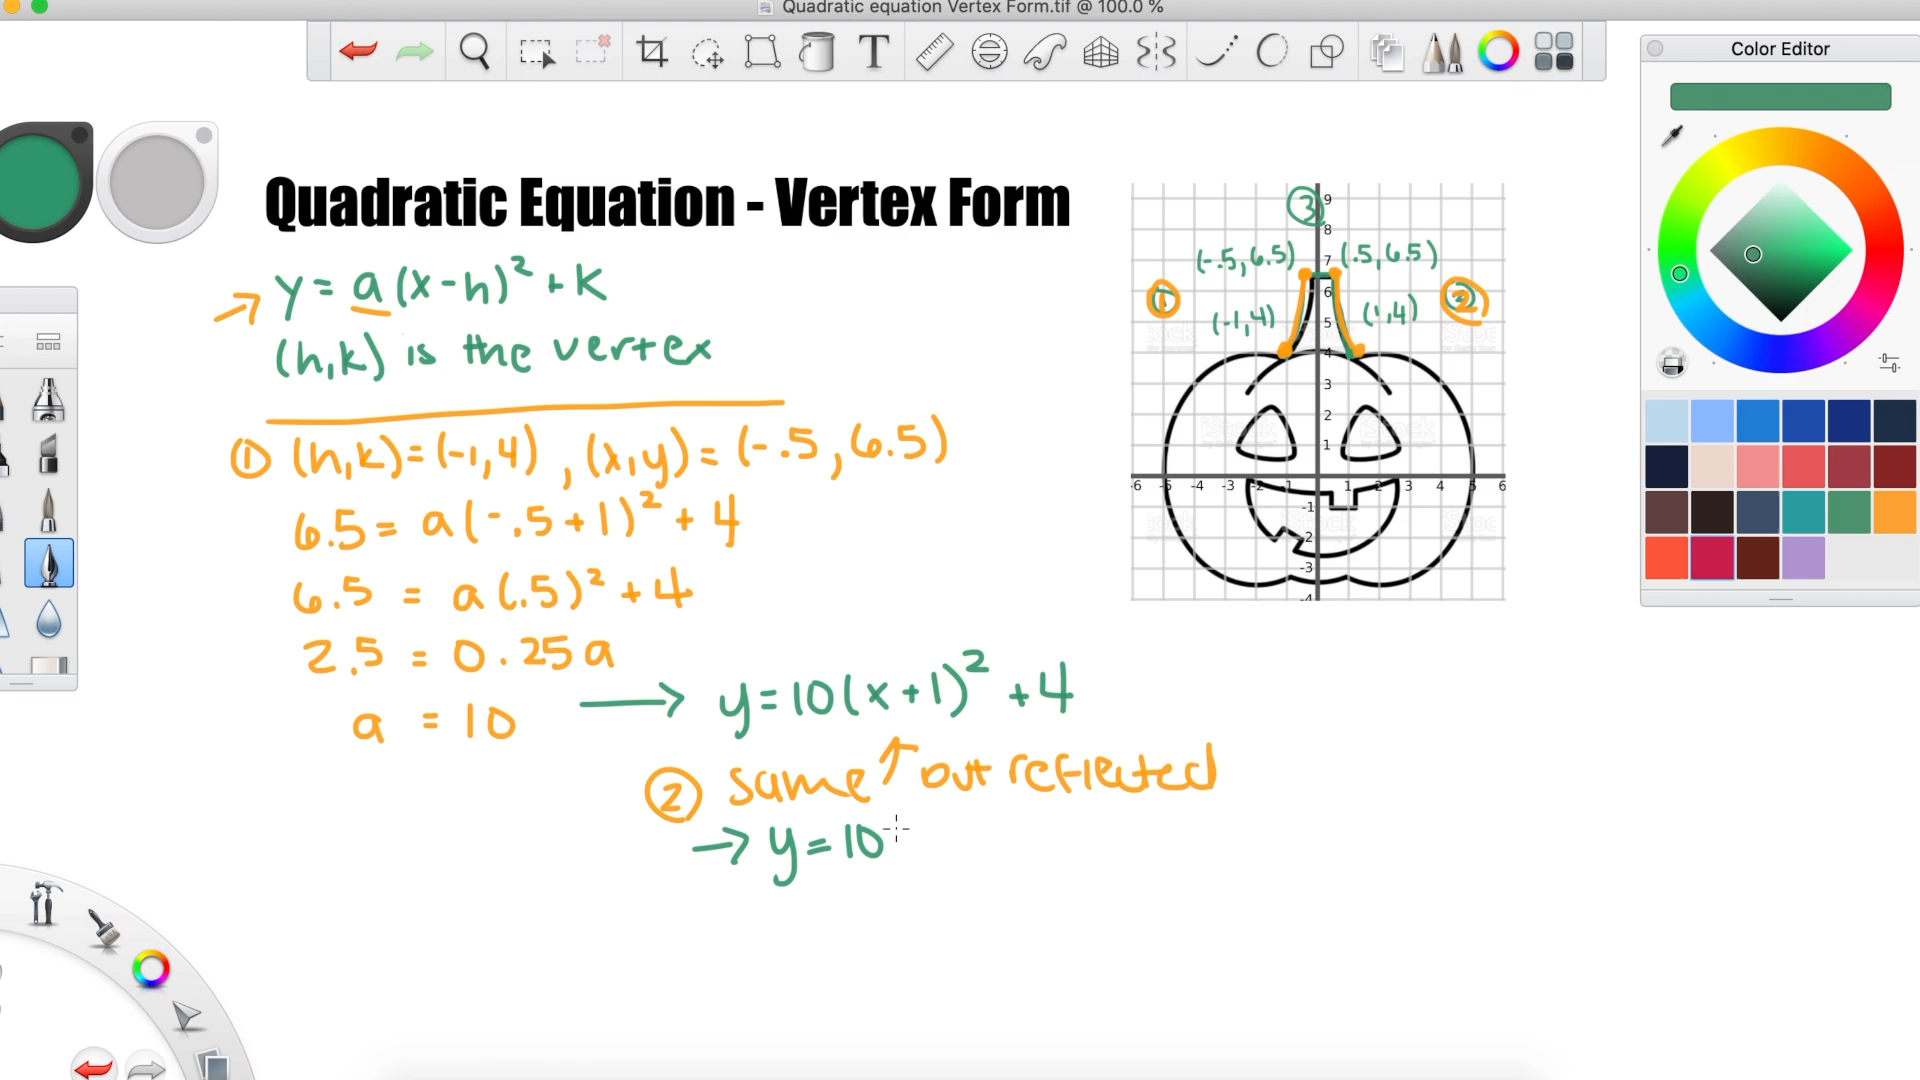 Quadratic equation Vertex Form.tif @ 100.0 %
Color Editor
T
Quadratic Equation - Vertex Form
y = a(x-h)² + k
(h,k) is the vertex
① (h,k) = (-1,4) , (x,y) = (-.5, 6.5)
6.5 = a(-.5+1)² + 4
6.5 = a(.5)² + 4
2.5 = 0.25a
a = 10
→ y=10(x+1)² +4
② same ↑ but reflected
→ y=10
③
9
8
(-.5,6.5) 7 (.5,6.5)
① 6 ②
(-1,4) 5 (1,4)
4
3
2
iStock iStock
1
-6 -5 -4 -3 -2 -1 1 2 3 4 5 6
-1
iStock
-2
-3
-4